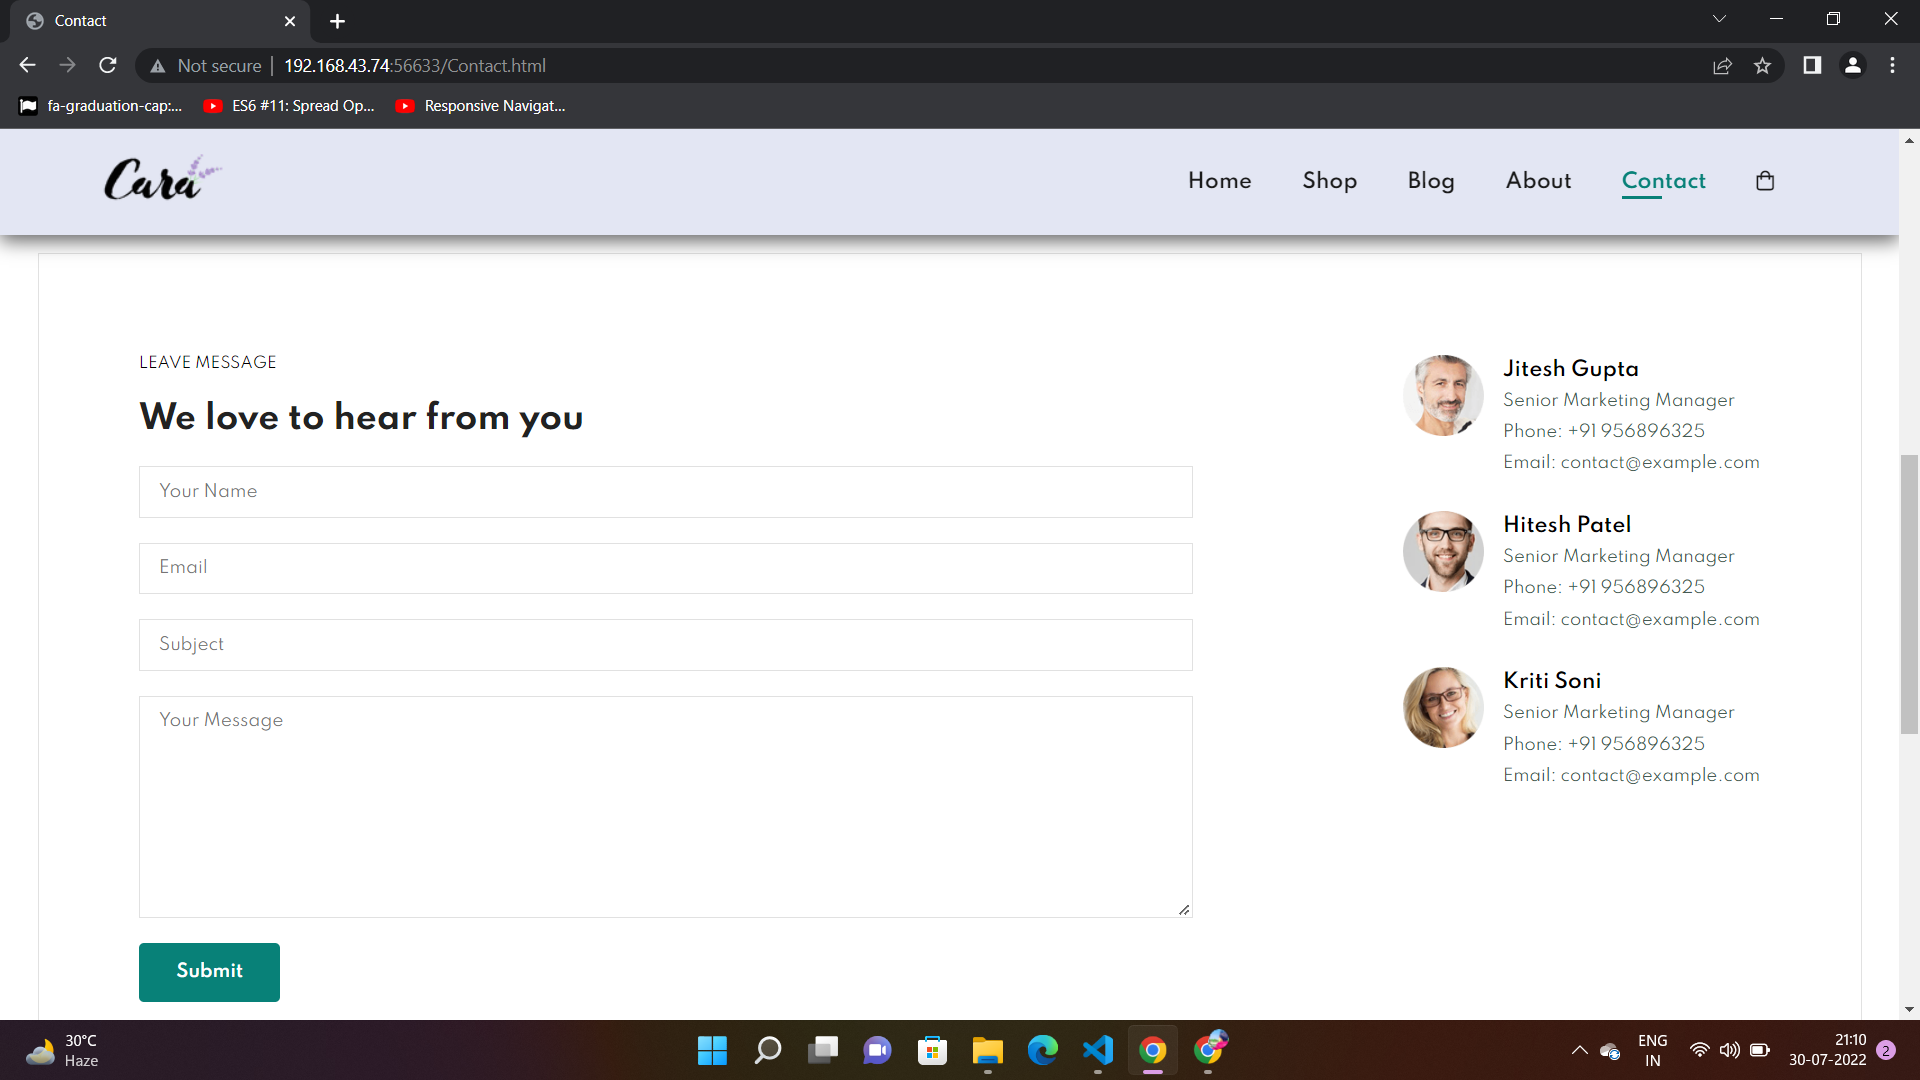 Contact
Not secure 192.168.43.74:56633/Contact.html
fa-graduation-cap:... ES6 #11: Spread Op... Responsive Navigat...
Cara Home Shop Blog About Contact
LEAVE MESSAGE
We love to hear from you
Your Name
Email
Subject
Your Message
Submit
Jitesh Gupta
Senior Marketing Manager
Phone: +91 956896325
Email: contact@example.com
Hitesh Patel
Senior Marketing Manager
Phone: +91 956896325
Email: contact@example.com
Kriti Soni
Senior Marketing Manager
Phone: +91 956896325
Email: contact@example.com
30°C
Haze
ENG
IN
21:10
30-07-2022
2